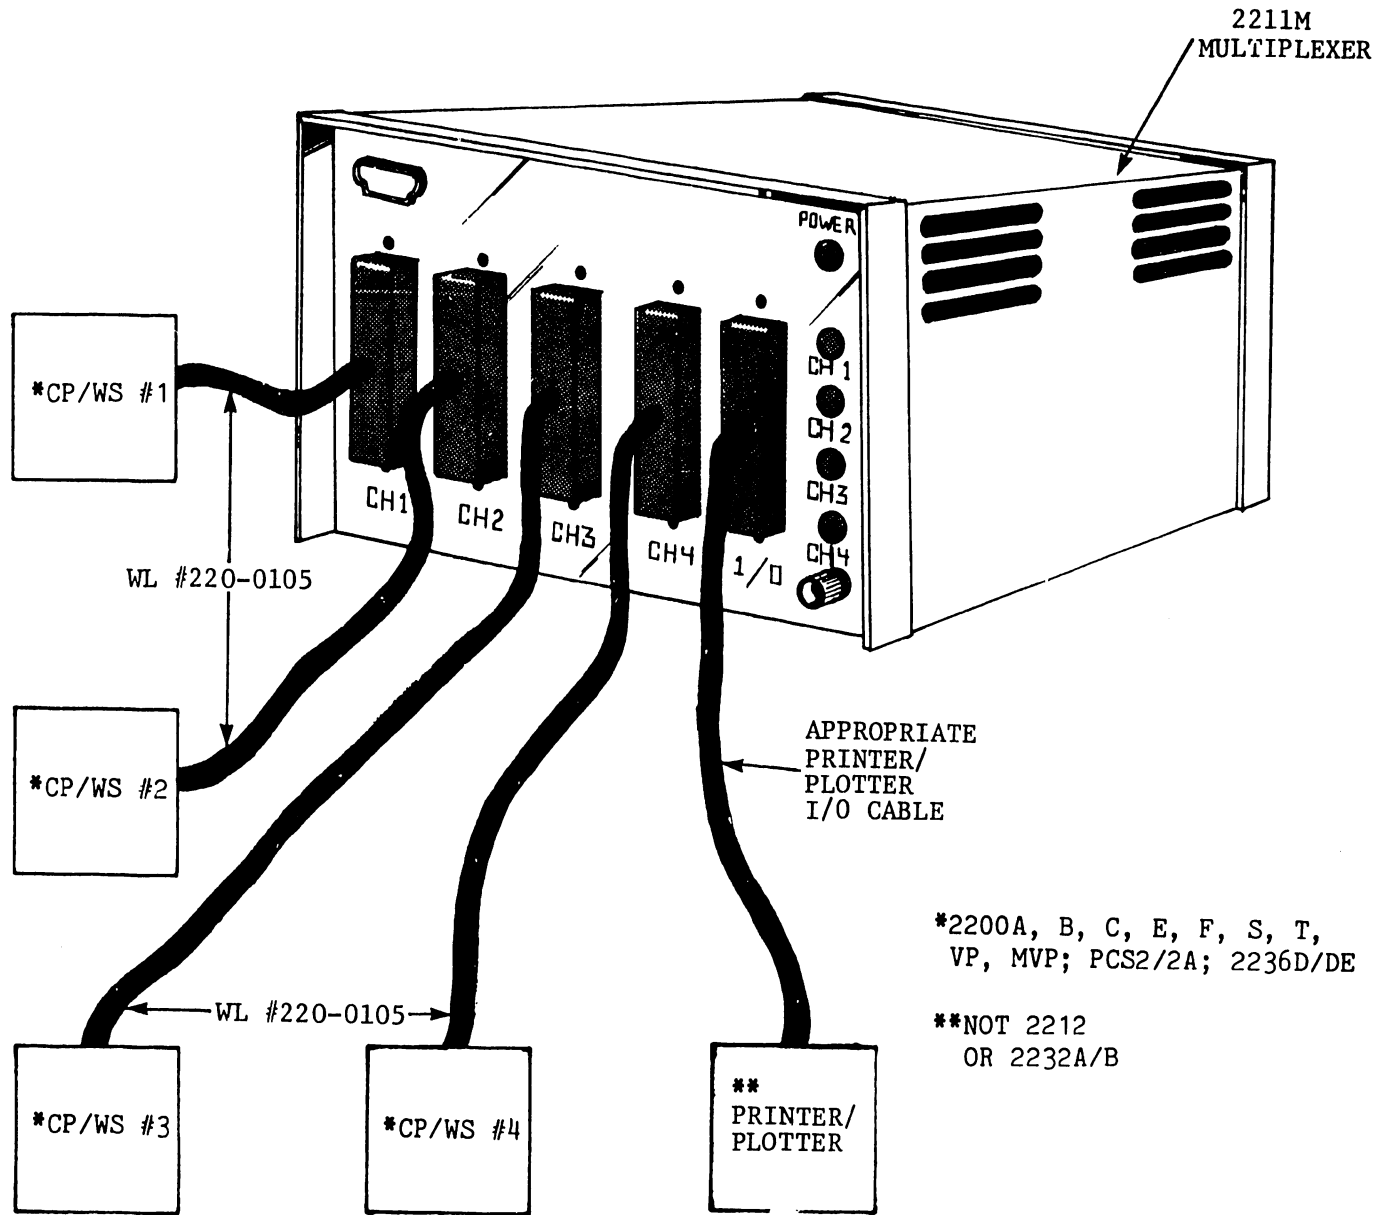 2211M
MULTIPLEXER
POWER
CH 1
CH 2
CH3
CH4
CH1
CH2
CH3
CH4
1/0
*CP/WS #1
WL #220-0105
*CP/WS #2
APPROPRIATE
PRINTER/
PLOTTER
I/O CABLE
*2200A, B, C, E, F, S, T,
VP, MVP; PCS2/2A; 2236D/DE
WL #220-0105
**NOT 2212
OR 2232A/B
*CP/WS #3
*CP/WS #4
**
PRINTER/
PLOTTER